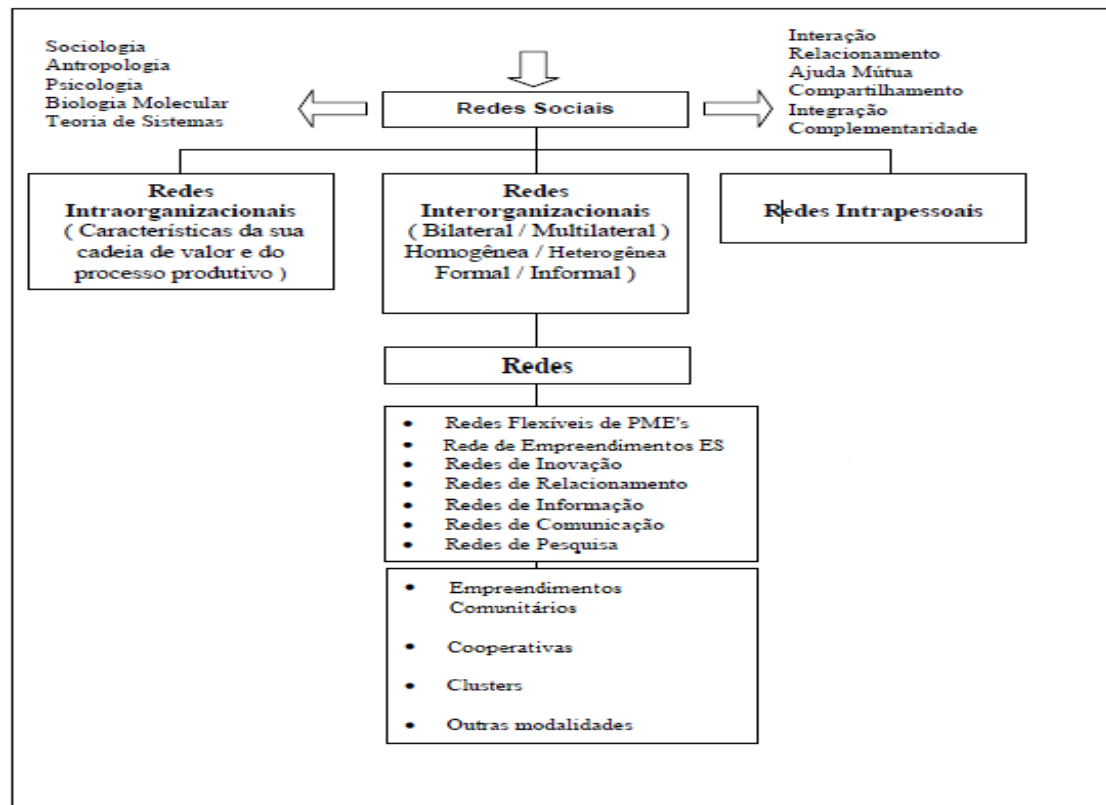 Sociologia
Antropologia
Psicologia
Biologia Molecular
Teoria de Sistemas
Redes Sociais
Interação
Relacionamento
Ajuda Mútua
Compartilhamento
Integração
Complementaridade
Redes
Intraorganizacionais
( Características da sua
cadeia de valor e do
processo produtivo )
Redes
Interorganizacionais
( Bilateral / Multilateral )
Homogênea / Heterogênea
Formal / Informal )
Redes Intrapessoais
Redes
• Redes Flexíveis de PME's
• Rede de Empreendimentos ES
• Redes de Inovação
• Redes de Relacionamento
• Redes de Informação
• Redes de Comunicação
• Redes de Pesquisa
• Empreendimentos
Comunitários
• Cooperativas
• Clusters
• Outras modalidades